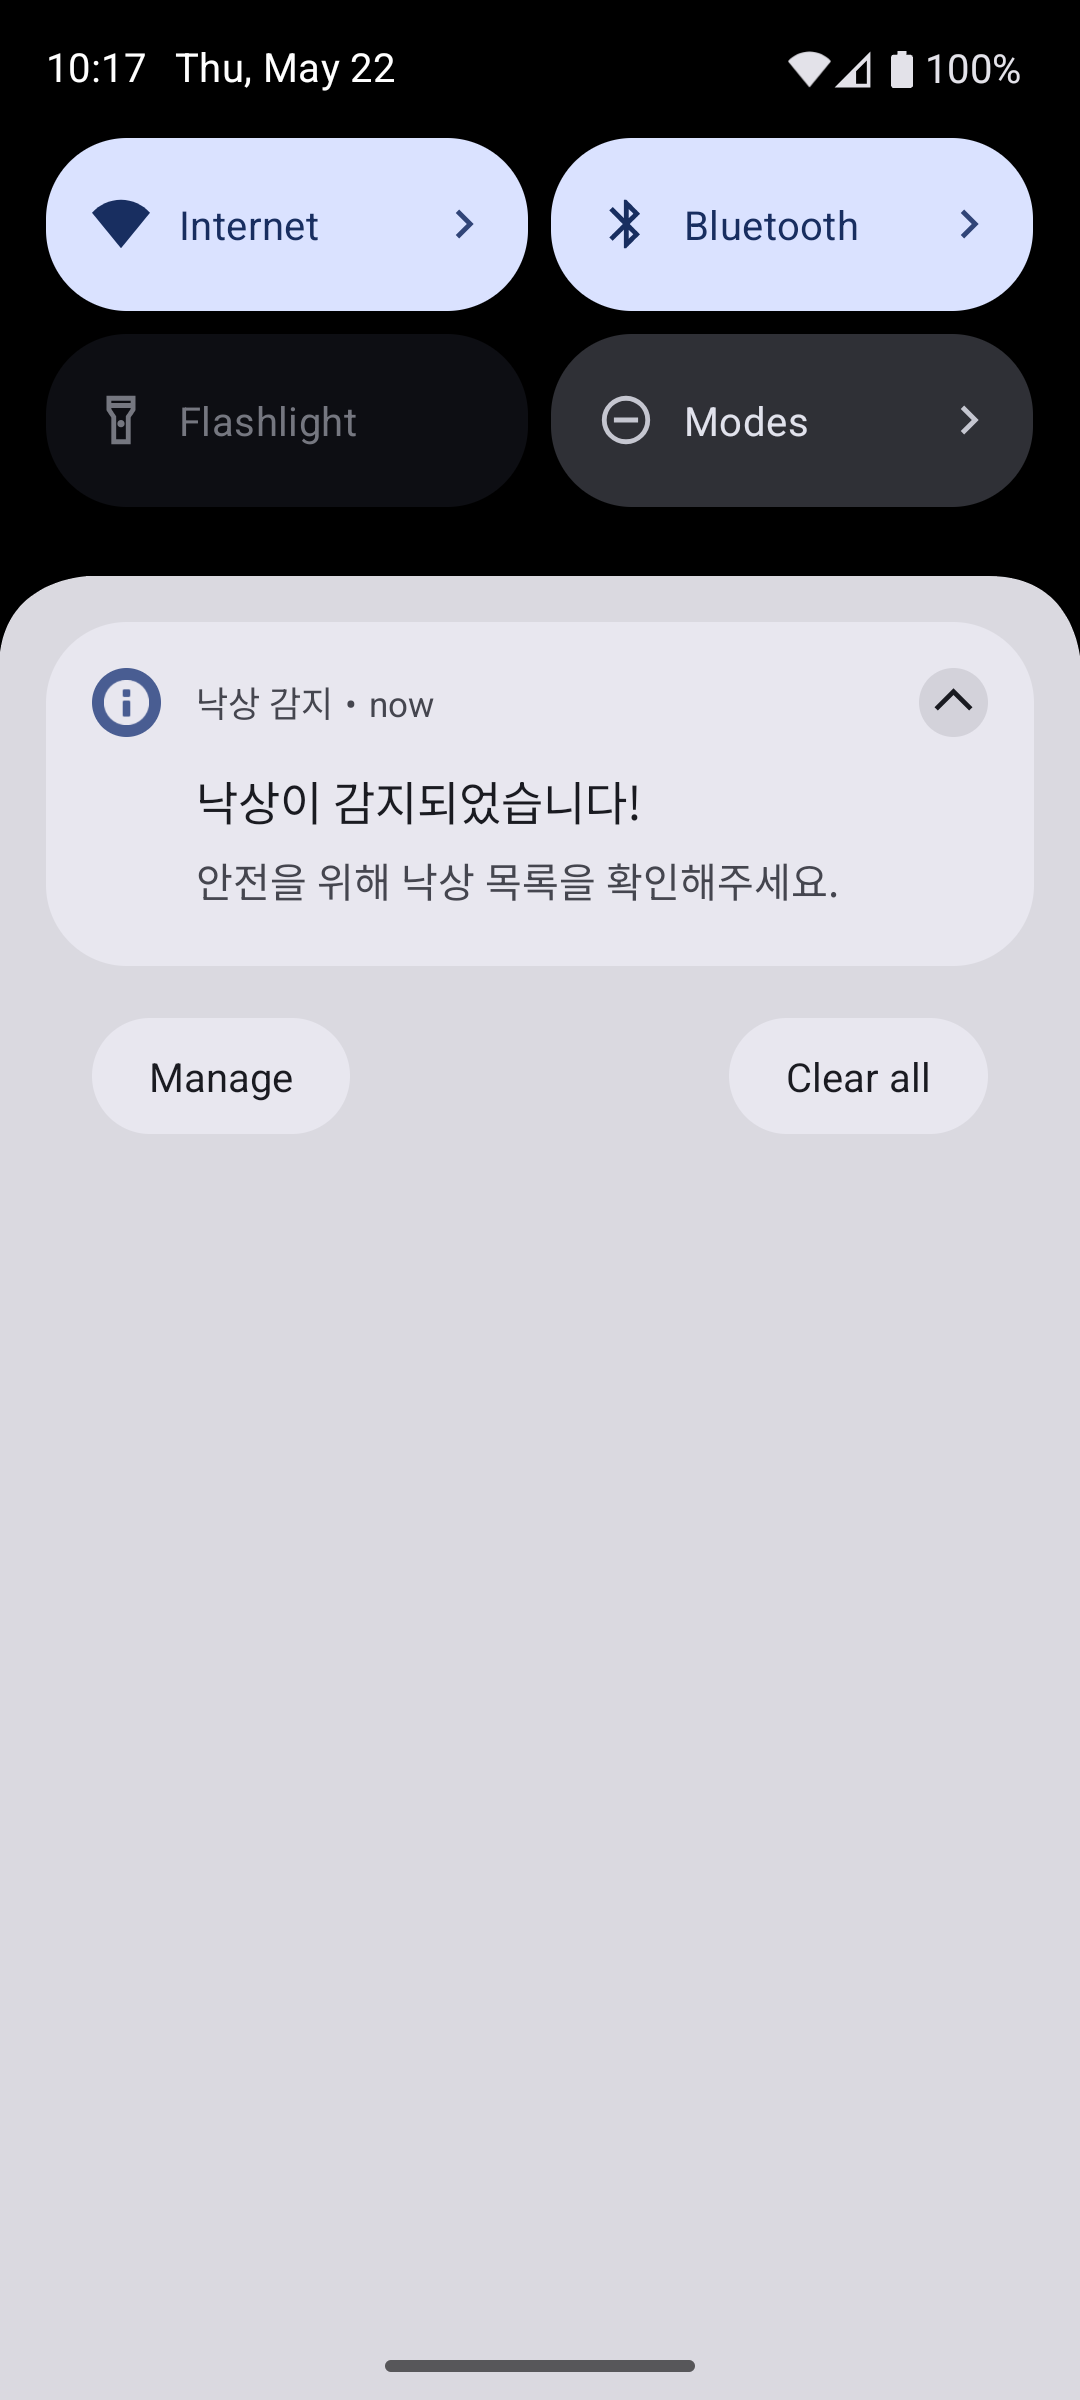 10:17 Thu, May 22 100%
Internet Bluetooth
Flashlight Modes
낙상 감지 • now
낙상이 감지되었습니다!
안전을 위해 낙상 목록을 확인해주세요.
Manage Clear all